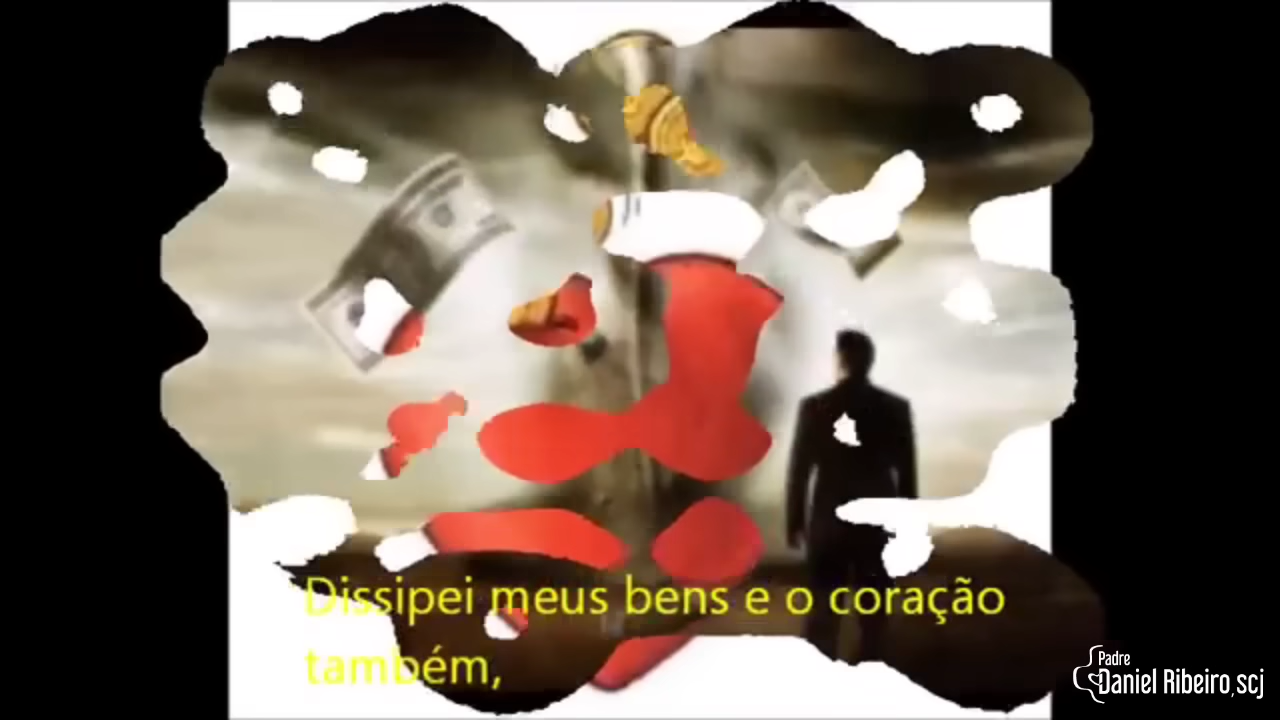 Dissipei meus bens e o coração
também,
Padre
Daniel Ribeiro, scj